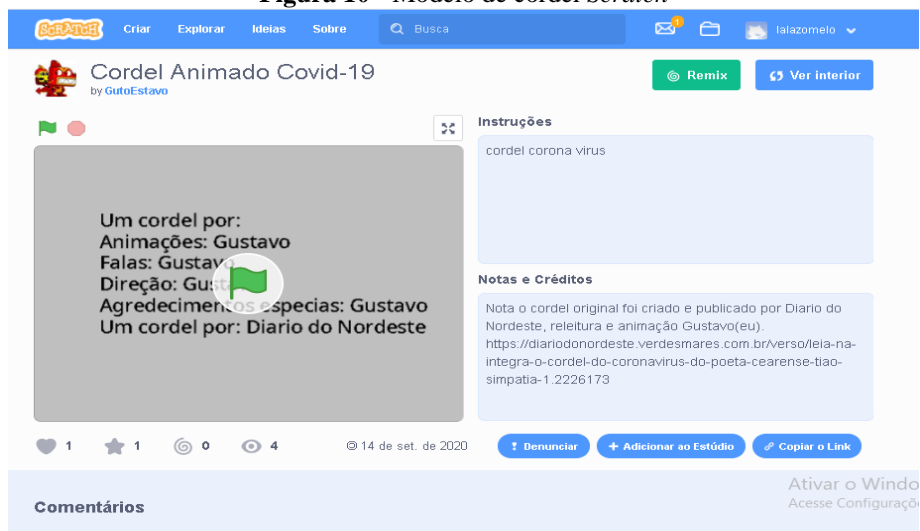 Figura 10 - Modelo de cordel Scratch
SCRATCH Criar Explorar Ideias Sobre Busca 1 lalazomelo
Cordel Animado Covid-19
by GutoEstavo
Remix Ver interior
Instruções
cordel corona virus
Um cordel por:
Animações: Gustavo
Falas: Gustavo
Direção: Gust
Agredecimentos especias: Gustavo
Um cordel por: Diario do Nordeste
Notas e Créditos
Nota o cordel original foi criado e publicado por Diario do
Nordeste, releitura e animação Gustavo(eu).
https://diariodonordeste.verdesmares.com.br/verso/leia-na-
integra-o-cordel-do-coronavirus-do-poeta-cearense-tiao-
simpatia-1.2226173
1 1 0 4 © 14 de set. de 2020
Denunciar + Adicionar ao Estúdio Copiar o Link
Comentários
Ativar o Windo
Acesse Configuraçõ